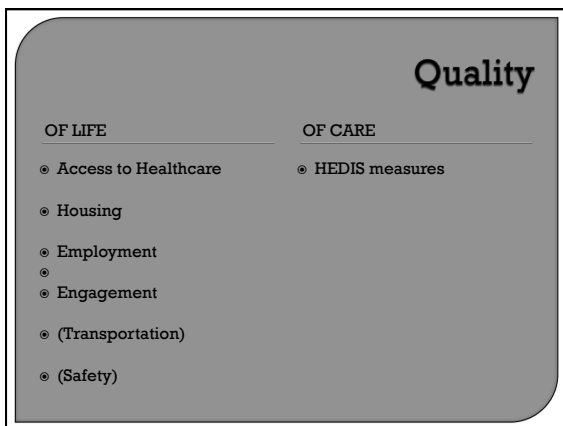 Quality
OF LIFE
◉ Access to Healthcare
◉ Housing
◉ Employment
◉
◉ Engagement
◉ (Transportation)
◉ (Safety)
OF CARE
◉ HEDIS measures